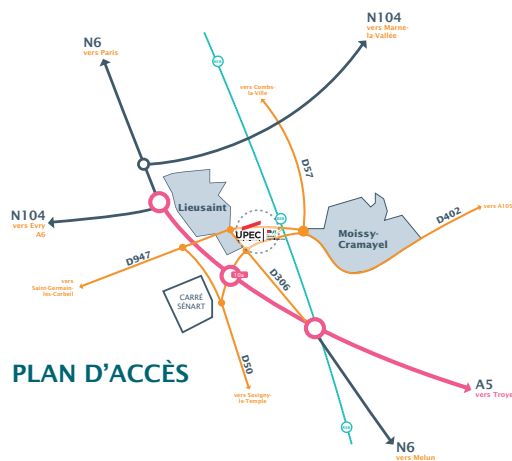 N104
vers Marne-
la-Vallée
N6
vers Paris
vers Combs-
la-Ville
D57
Lieusaint
N104
vers Evry
A6
UPEC
Moissy-
Cramayel
D402
vers A105
D947
vers
Saint-Germain-
les-Corbeil
D306
CARRÉ
SÉNART
D50
PLAN D'ACCÈS
vers Savigny-
le-Temple
A5
vers Troye
N6
vers Melun